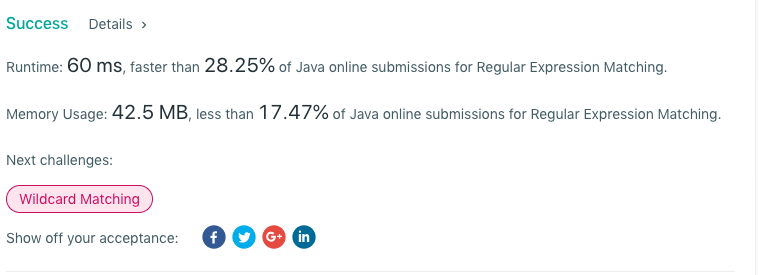 Success Details ›
Runtime: 60 ms, faster than 28.25% of Java online submissions for Regular Expression Matching.
Memory Usage: 42.5 MB, less than 17.47% of Java online submissions for Regular Expression Matching.
Next challenges:
Wildcard Matching
Show off your acceptance: f G+ in